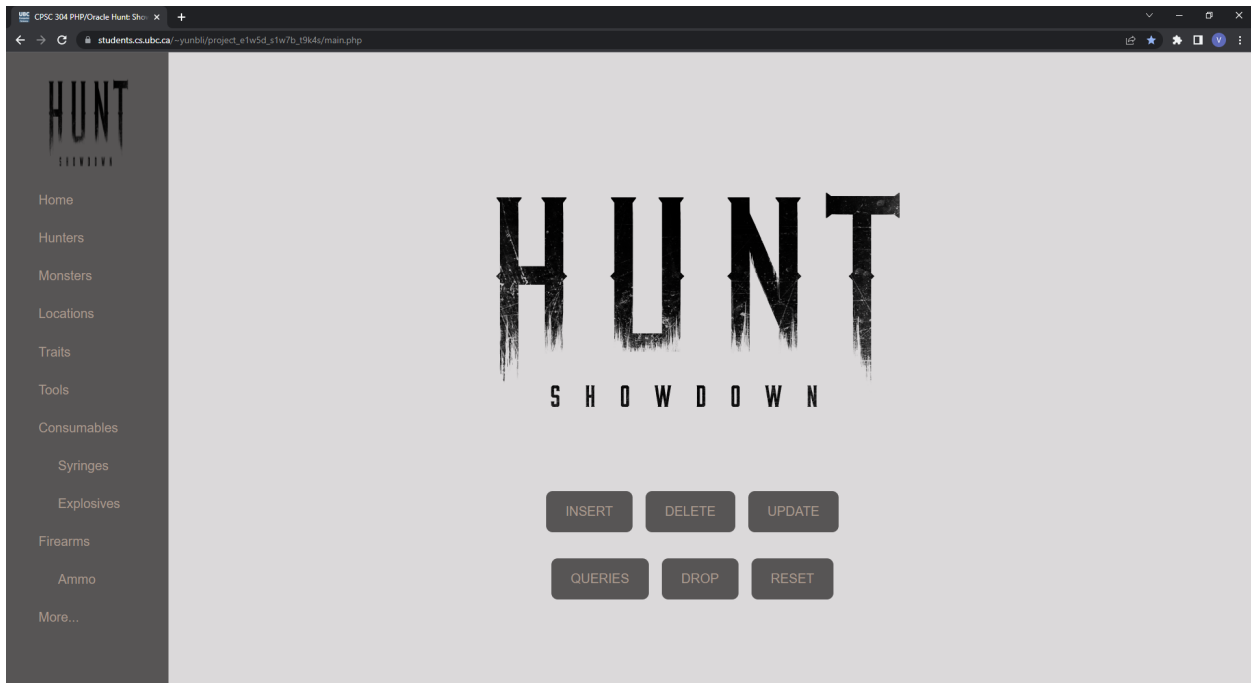 CPSC 304 PHP/Oracle Hunt: Sho
students.cs.ubc.ca/~yunbli/project_e1w5d_s1w7b_t9k4s/main.php
V
HUNT
SHOWDOWN
Home
Hunters
Monsters
Locations
Traits
Tools
Consumables
Syringes
Explosives
Firearms
Ammo
More...
HUNT
SHOWDOWN
INSERT DELETE UPDATE
QUERIES DROP RESET